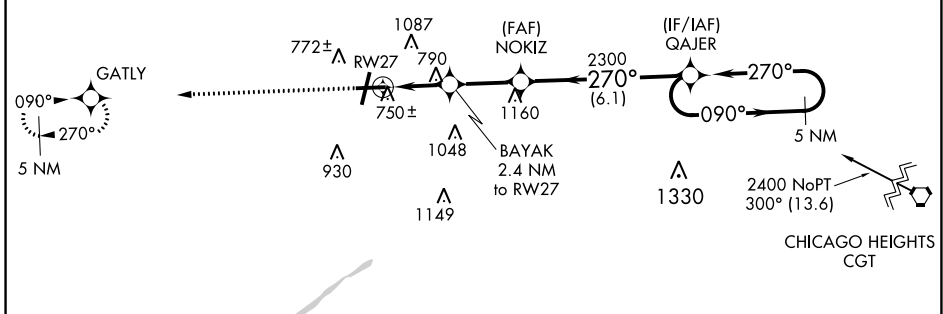 1087
772±
790
RW27
(FAF)
NOKIZ
(IF/IAF)
QAJER
2300
270°
(6.1)
270°
090°
5 NM
GATLY
090°
270°
5 NM
750±
1160
930
1048
1149
BAYAK
2.4 NM
to RW27
1330
2400 NoPT
300° (13.6)
CHICAGO HEIGHTS
CGT